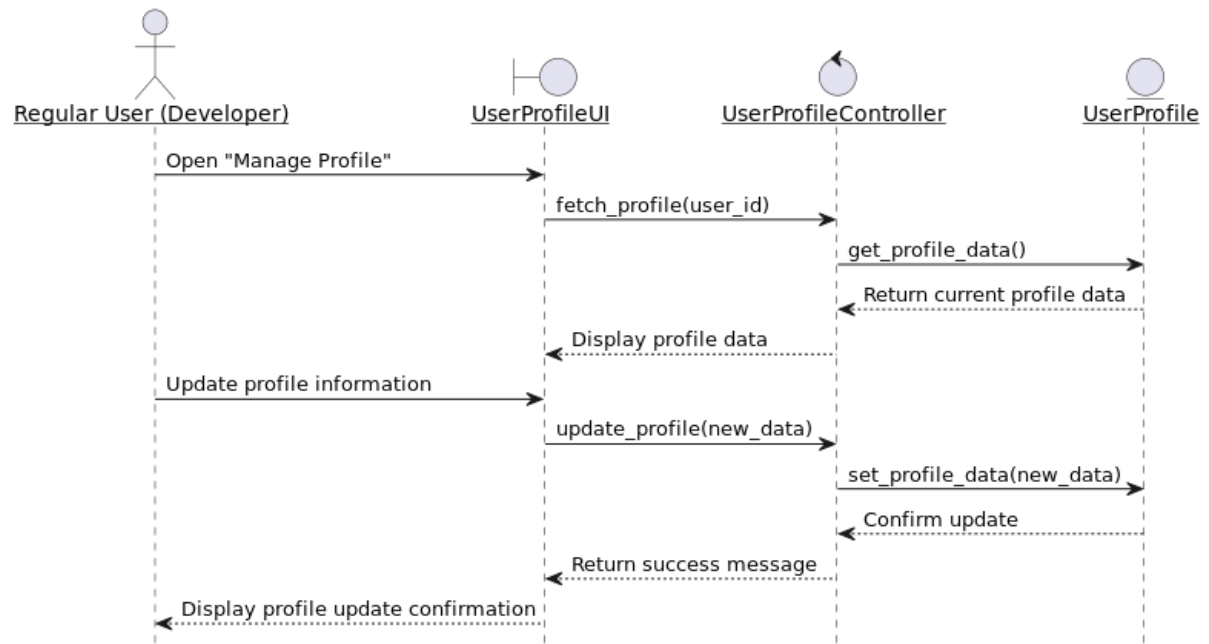 Regular User (Developer)
UserProfileUI
UserProfileController
UserProfile
Open "Manage Profile"
fetch_profile(user_id)
get_profile_data()
Return current profile data
Display profile data
Update profile information
update_profile(new_data)
set_profile_data(new_data)
Confirm update
Return success message
Display profile update confirmation